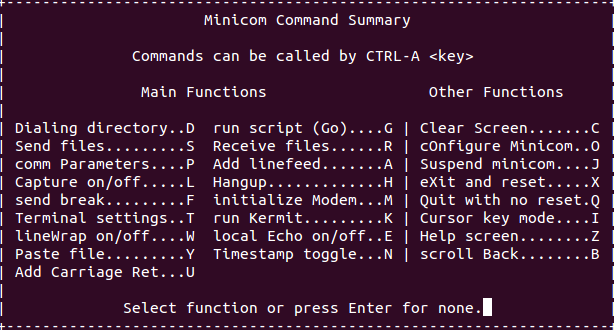 Minicom Command Summary
Commands can be called by CTRL-A <key>
Main Functions Other Functions
Dialing directory..D run script (Go)....G | Clear Screen.......C
Send files.........S Receive files......R | cOnfigure Minicom..O
comm Parameters....P Add linefeed.......A | Suspend minicom....J
Capture on/off.....L Hangup.............H | eXit and reset.....X
send break.........F initialize Modem...M | Quit with no reset.Q
Terminal settings..T run Kermit.........K | Cursor key mode....I
lineWrap on/off....W local Echo on/off..E | Help screen........Z
Paste file.........Y Timestamp toggle...N | scroll Back........B
Add Carriage Ret...U
Select function or press Enter for none.